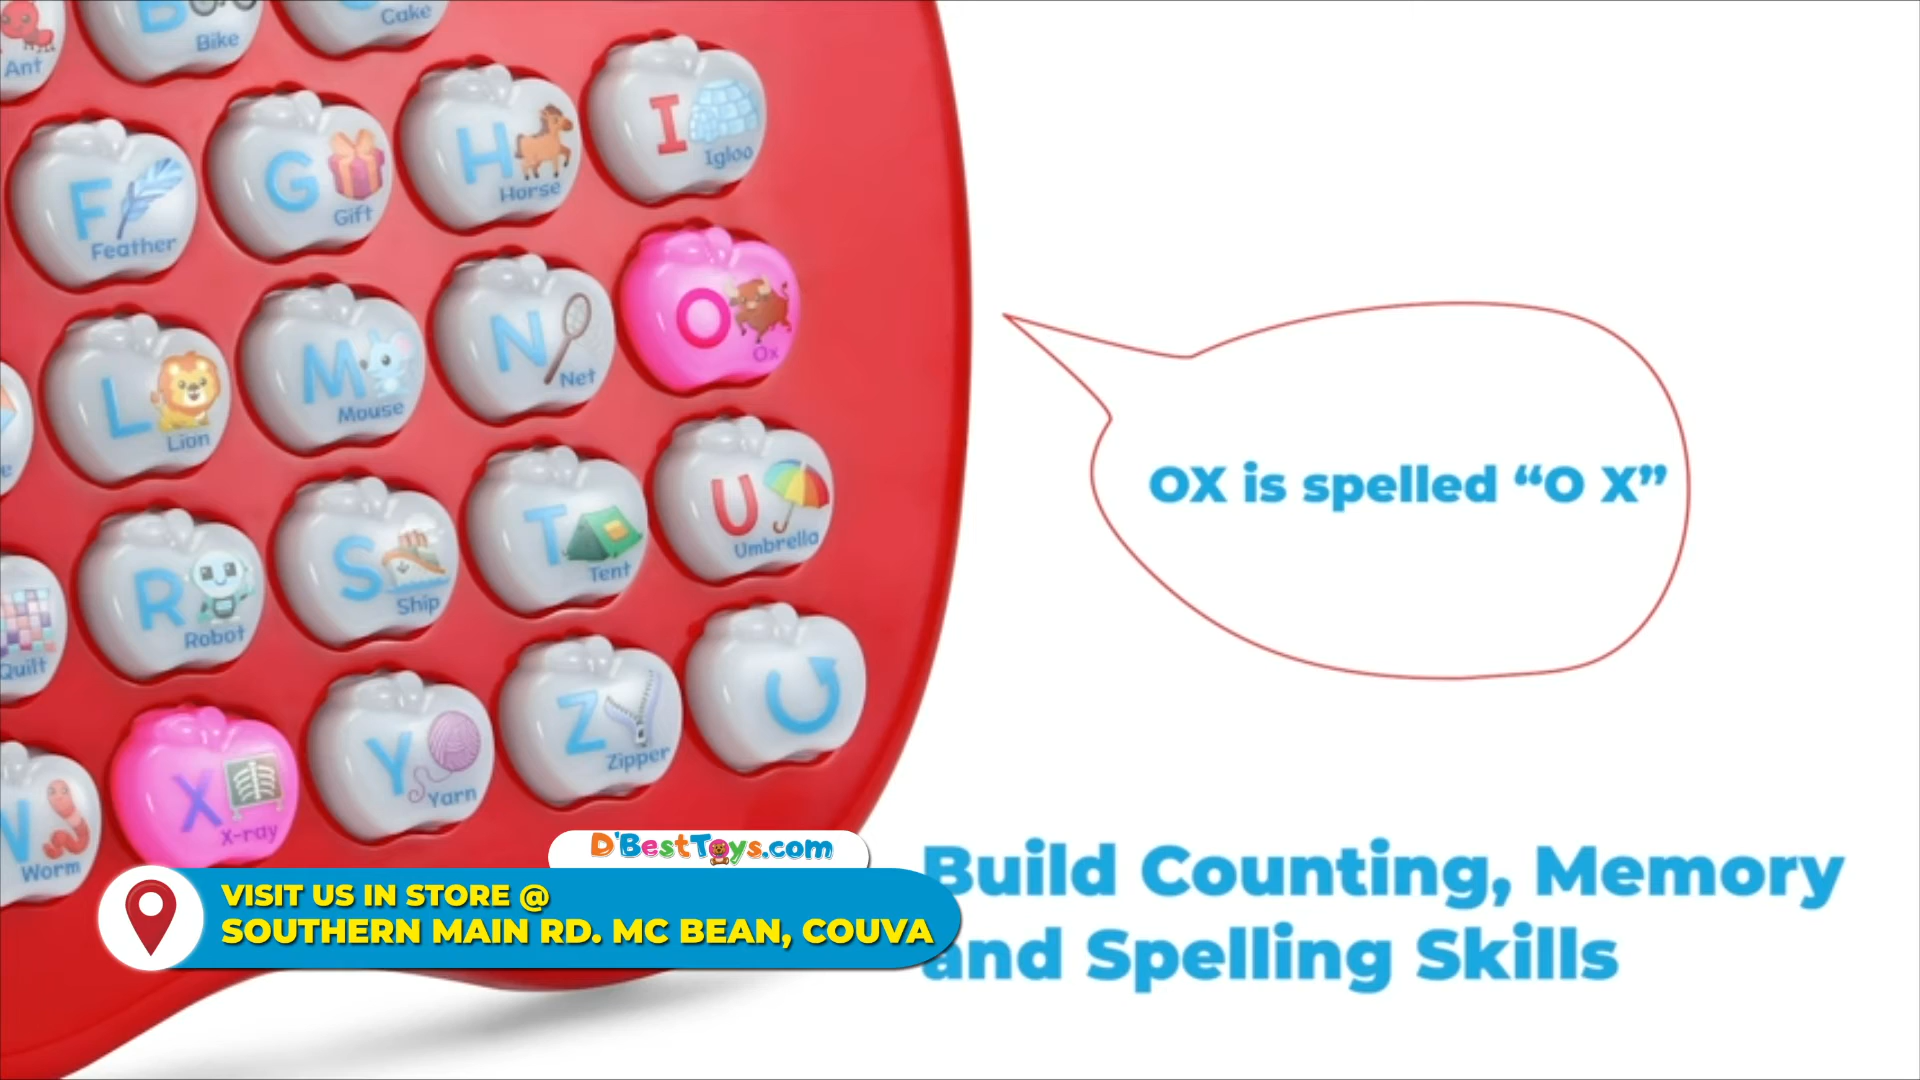 Cake
B
Bike
Ant
I
Igloo
H
Horse
G
Gift
F
Feather
O
Ox
N
Net
M
Mouse
L
Lion
OX is spelled “O X”
U
Umbrella
T
Tent
S
Ship
R
Robot
Quilt
Z
Zipper
Y
Yarn
X
X-ray
Worm
D'BestToys.com
VISIT US IN STORE @
SOUTHERN MAIN RD. MC BEAN, COUVA
Build Counting, Memory
and Spelling Skills